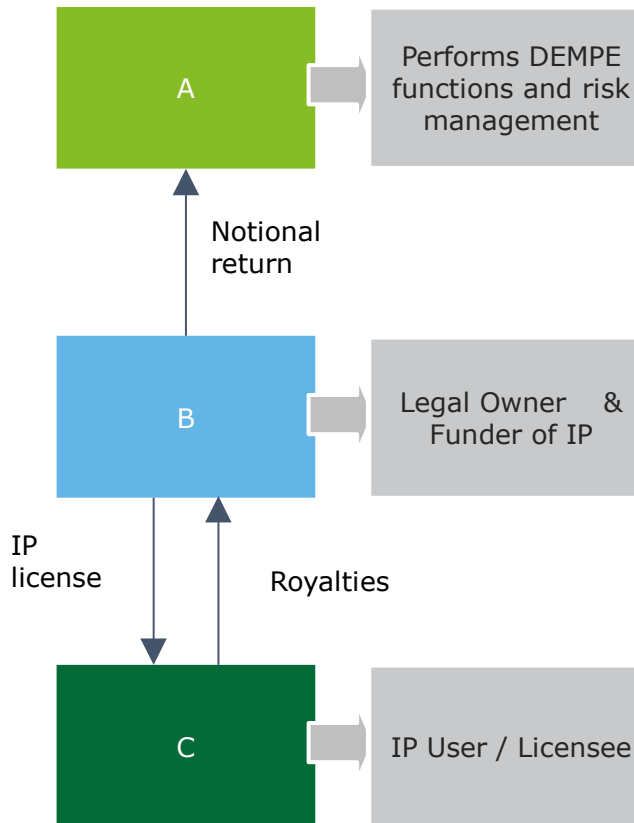 A
Performs DEMPE
functions and risk
management
Notional
return
B
Legal Owner &
Funder of IP
IP
license
Royalties
C
IP User / Licensee